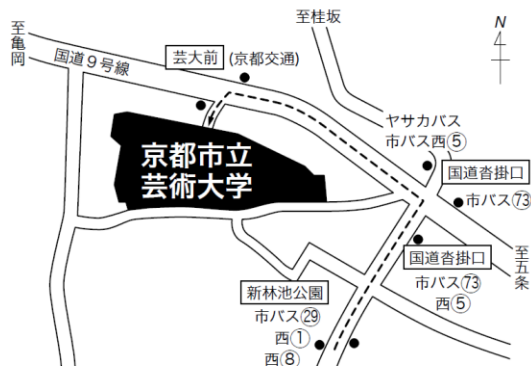 至亀岡
国道9号線
芸大前
(京都交通)
至桂坂
N
ヤサカバス
市バス西⑤
国道沓掛口
市バス㊆㊂
京都市立
芸術大学
国道沓掛口
市バス73
西⑤
至五条
新林池公園
市バス㉙
西①
西⑧